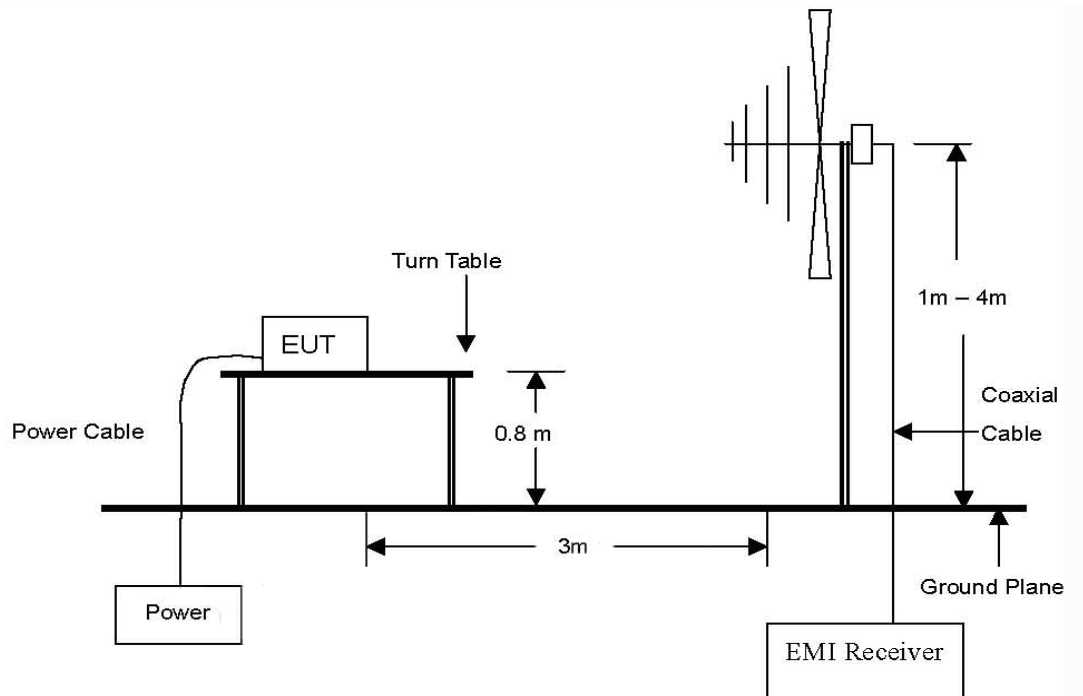 Turn Table
EUT
1m – 4m
Coaxial
Cable
Power Cable
0.8 m
3m
Ground Plane
Power
EMI Receiver